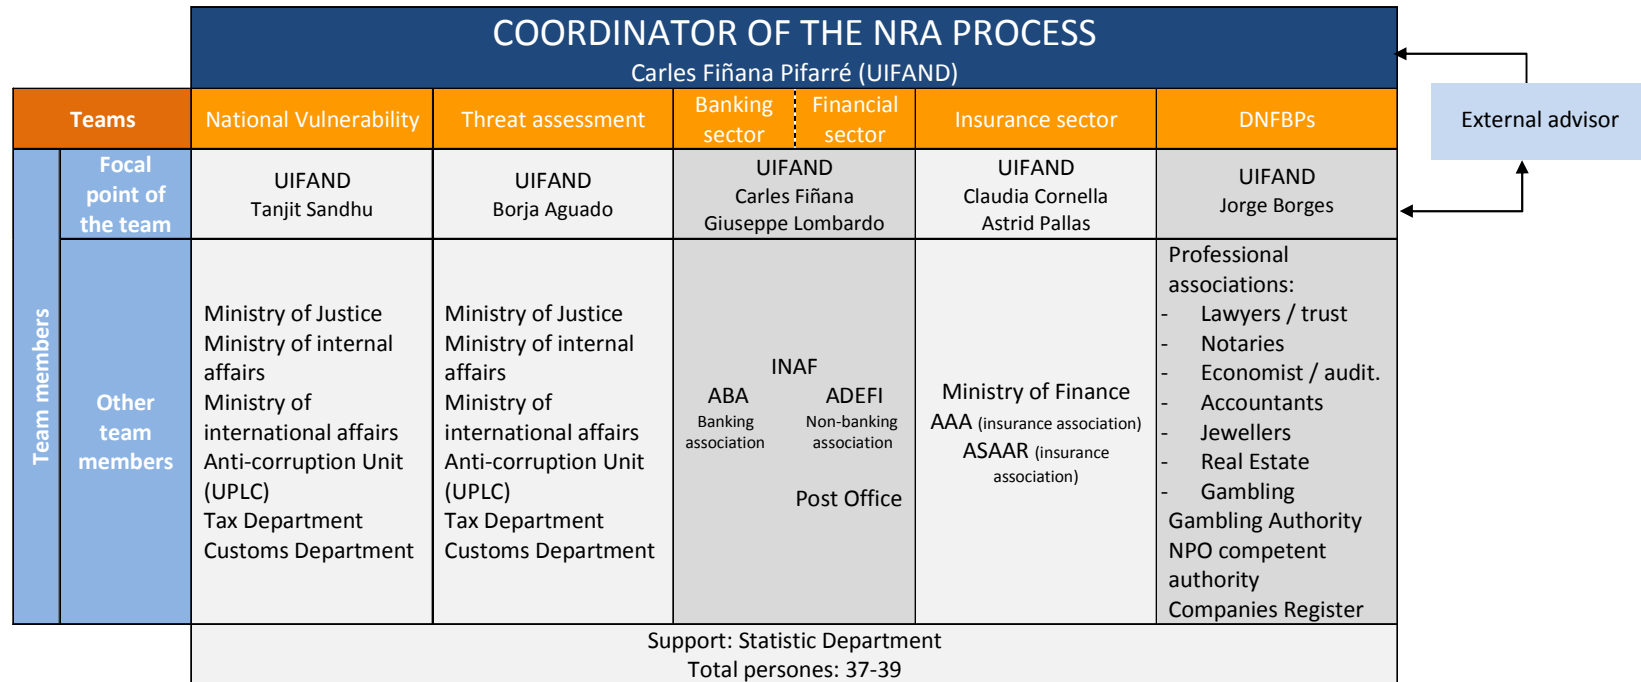 COORDINATOR OF THE NRA PROCESS
Carles Fiñana Pifarré (UIFAND)
External advisor
Teams
National Vulnerability
Threat assessment
Banking
sector
Financial
sector
Insurance sector
DNFBPs
Team members
Focal
point of
the team
UIFAND
Tanjit Sandhu
UIFAND
Borja Aguado
UIFAND
Carles Fiñana
Giuseppe Lombardo
UIFAND
Claudia Cornella
Astrid Pallas
UIFAND
Jorge Borges
Other
team
members
Ministry of Justice
Ministry of internal
affairs
Ministry of
international affairs
Anti-corruption Unit
(UPLC)
Tax Department
Customs Department
Ministry of Justice
Ministry of internal
affairs
Ministry of
international affairs
Anti-corruption Unit
(UPLC)
Tax Department
Customs Department
INAF
ABA
Banking
association
ADEFI
Non-banking
association
Post Office
Ministry of Finance
AAA (insurance association)
ASAAR (insurance
association)
Professional
associations:
- Lawyers / trust
- Notaries
- Economist / audit.
- Accountants
- Jewellers
- Real Estate
- Gambling
Gambling Authority
NPO competent
authority
Companies Register
Support: Statistic Department
Total persones: 37-39